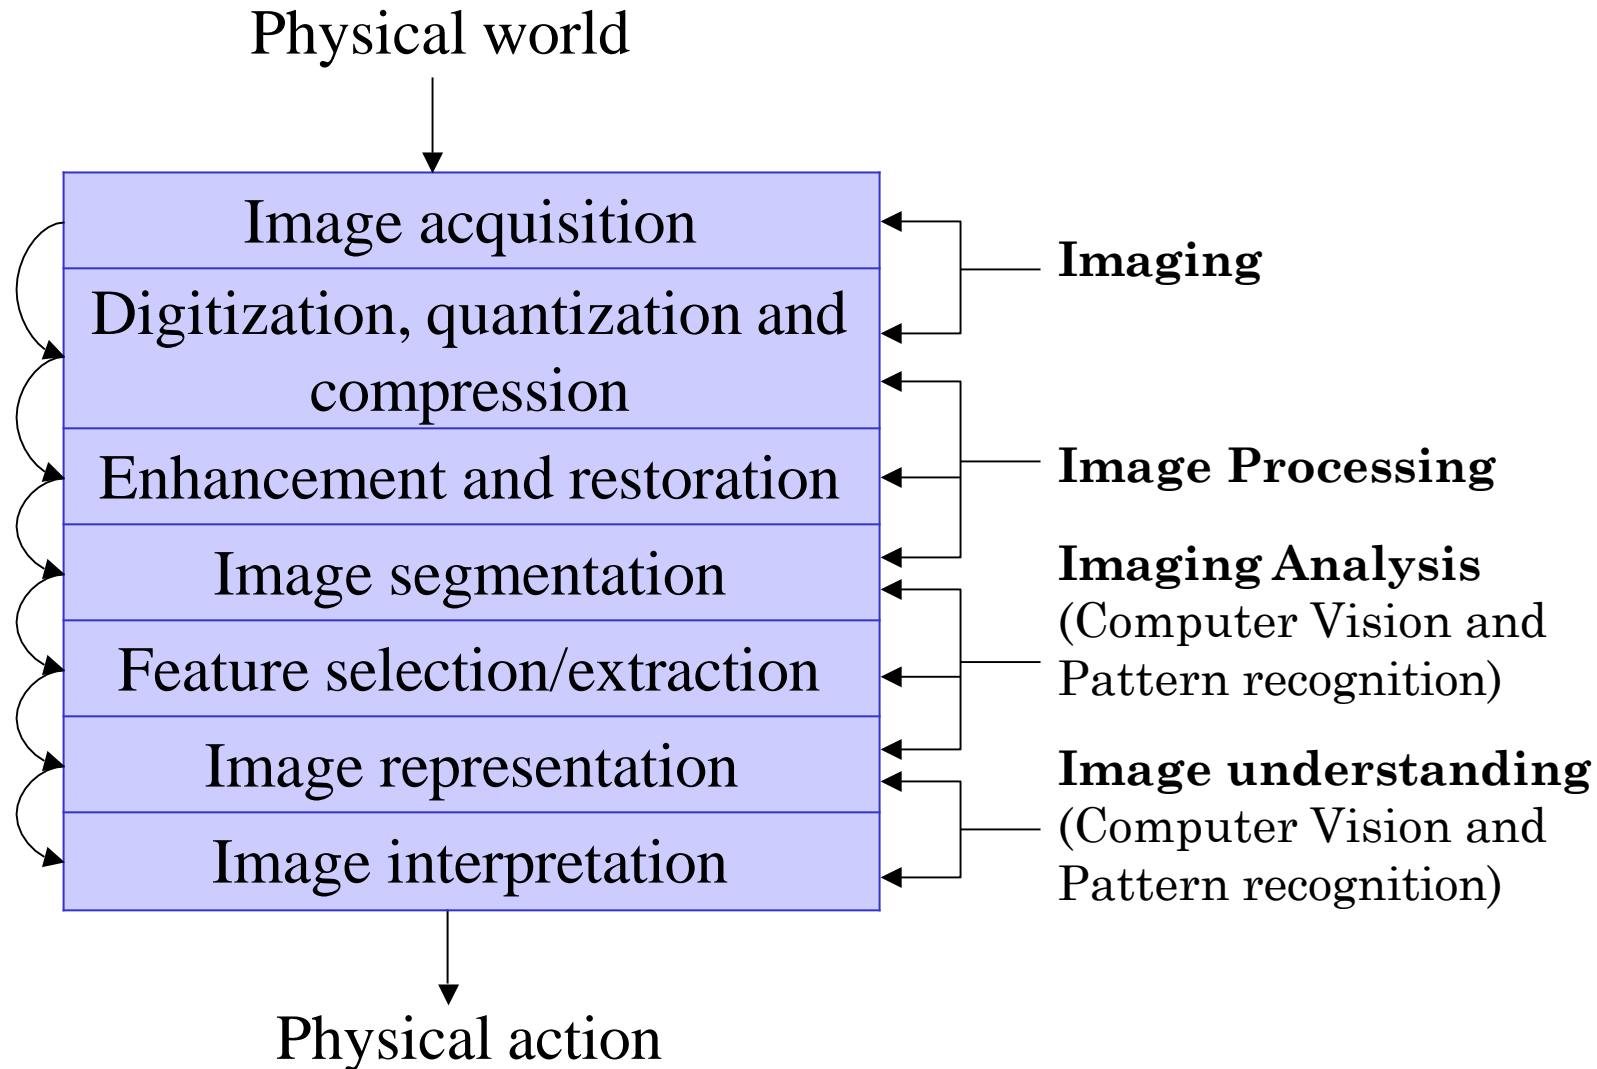 Physical world
Image acquisition
Digitization, quantization and
compression
Enhancement and restoration
Image segmentation
Feature selection/extraction
Image representation
Image interpretation
Physical action
Imaging
Image Processing
Imaging Analysis
(Computer Vision and
Pattern recognition)
Image understanding
(Computer Vision and
Pattern recognition)